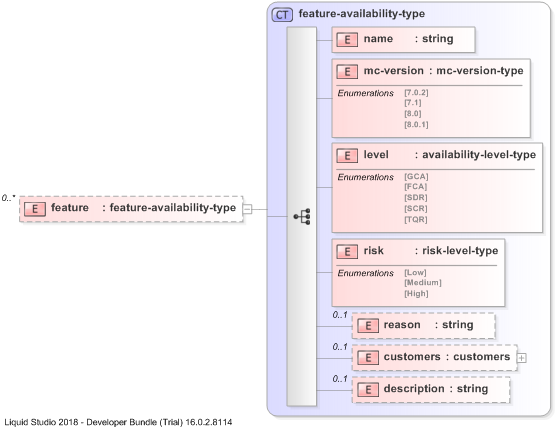 CT feature-availability-type
E name : string
E mc-version : mc-version-type
Enumerations [7.0.2]
[7.1]
[8.0]
[8.0.1]
E level : availability-level-type
Enumerations [GCA]
[FCA]
[SDR]
[SCR]
[TQR]
0..*
E feature : feature-availability-type
E risk : risk-level-type
Enumerations [Low]
[Medium]
[High]
0..1
E reason : string
0..1
E customers : customers
0..1
E description : string
Liquid Studio 2018 - Developer Bundle (Trial) 16.0.2.8114